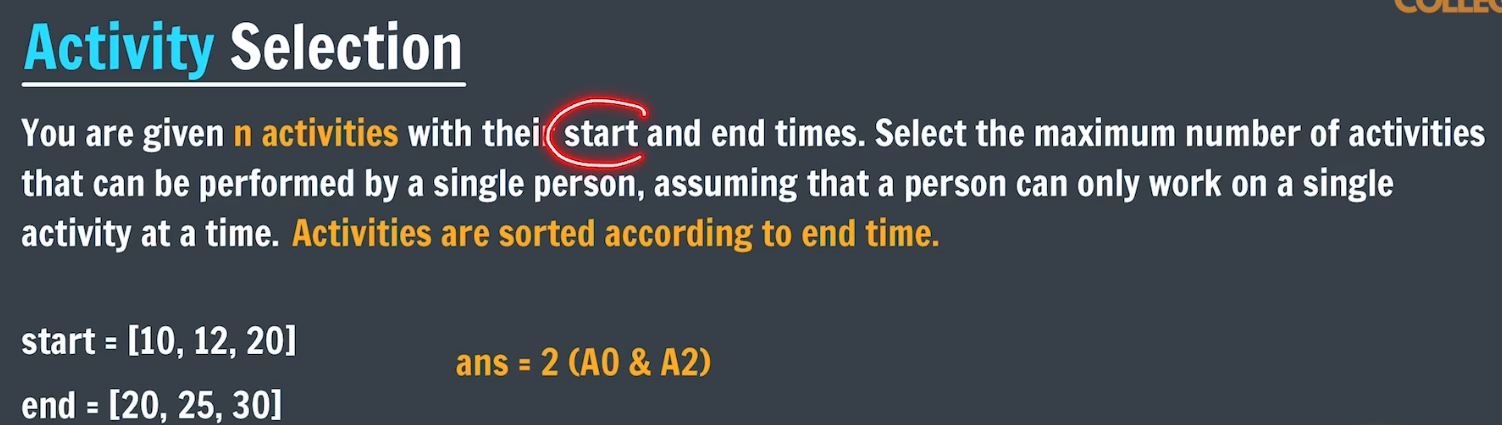 Activity Selection
You are given n activities with their start and end times. Select the maximum number of activities
that can be performed by a single person, assuming that a person can only work on a single
activity at a time. Activities are sorted according to end time.
start = [10, 12, 20]
ans = 2 (A0 & A2)
end = [20, 25, 30]